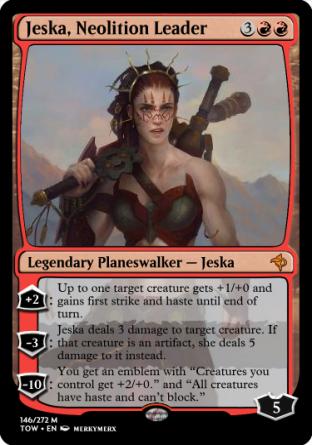 Jeska, Neolition Leader 3
Legendary Planeswalker — Jeska
+2: Up to one target creature gets +1/+0 and
gains first strike and haste until end of
turn.
-3: Jeska deals 3 damage to target creature. If
that creature is an artifact, she deals 5
damage to it instead.
-10: You get an emblem with "Creatures you
control get +2/+0." and "All creatures
have haste and can't block."
5
146/272 M
TOW • EN MERKYMERX